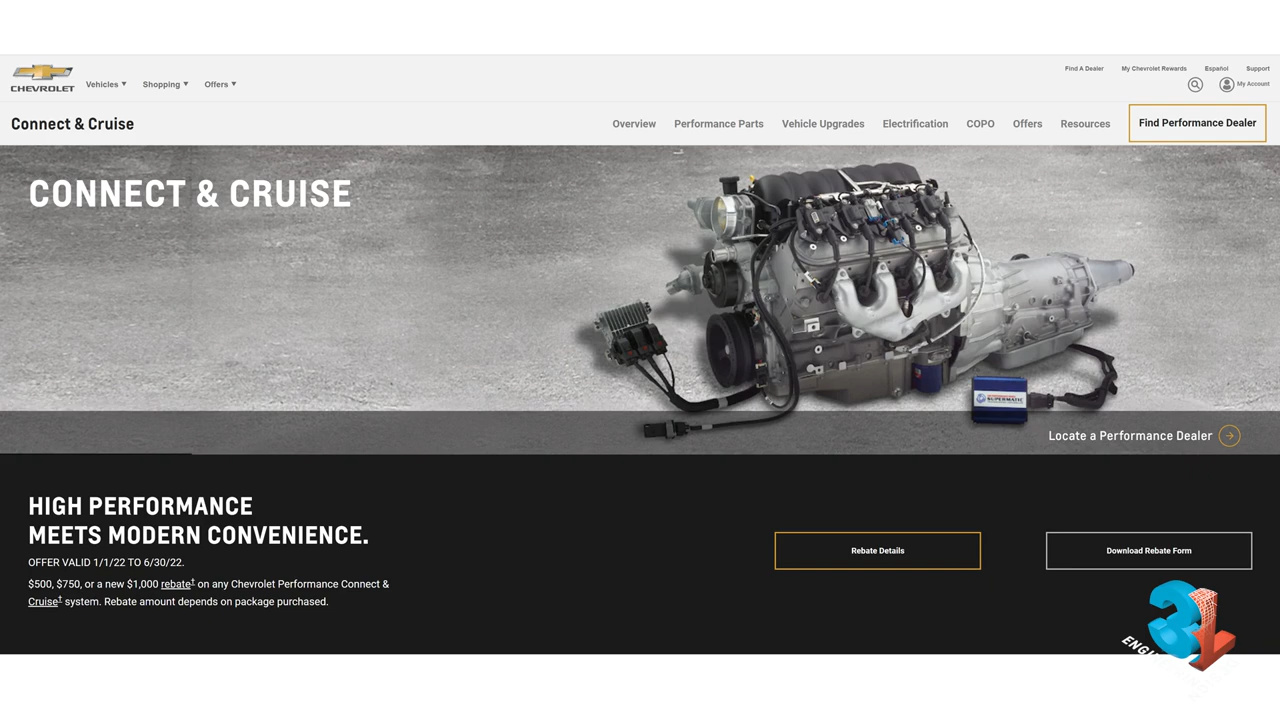 CHEVROLET
Vehicles
Shopping
Offers
Find A Dealer
My Chevrolet Rewards
Español
Support
My Account
Connect & Cruise
Overview
Performance Parts
Vehicle Upgrades
Electrification
COPO
Offers
Resources
Find Performance Dealer
CONNECT & CRUISE
SUPERMATIC
Locate a Performance Dealer
HIGH PERFORMANCE
MEETS MODERN CONVENIENCE.
OFFER VALID 1/1/22 TO 6/30/22.
$500, $750, or a new $1,000 rebate† on any Chevrolet Performance Connect &
Cruise† system. Rebate amount depends on package purchased.
Rebate Details
Download Rebate Form